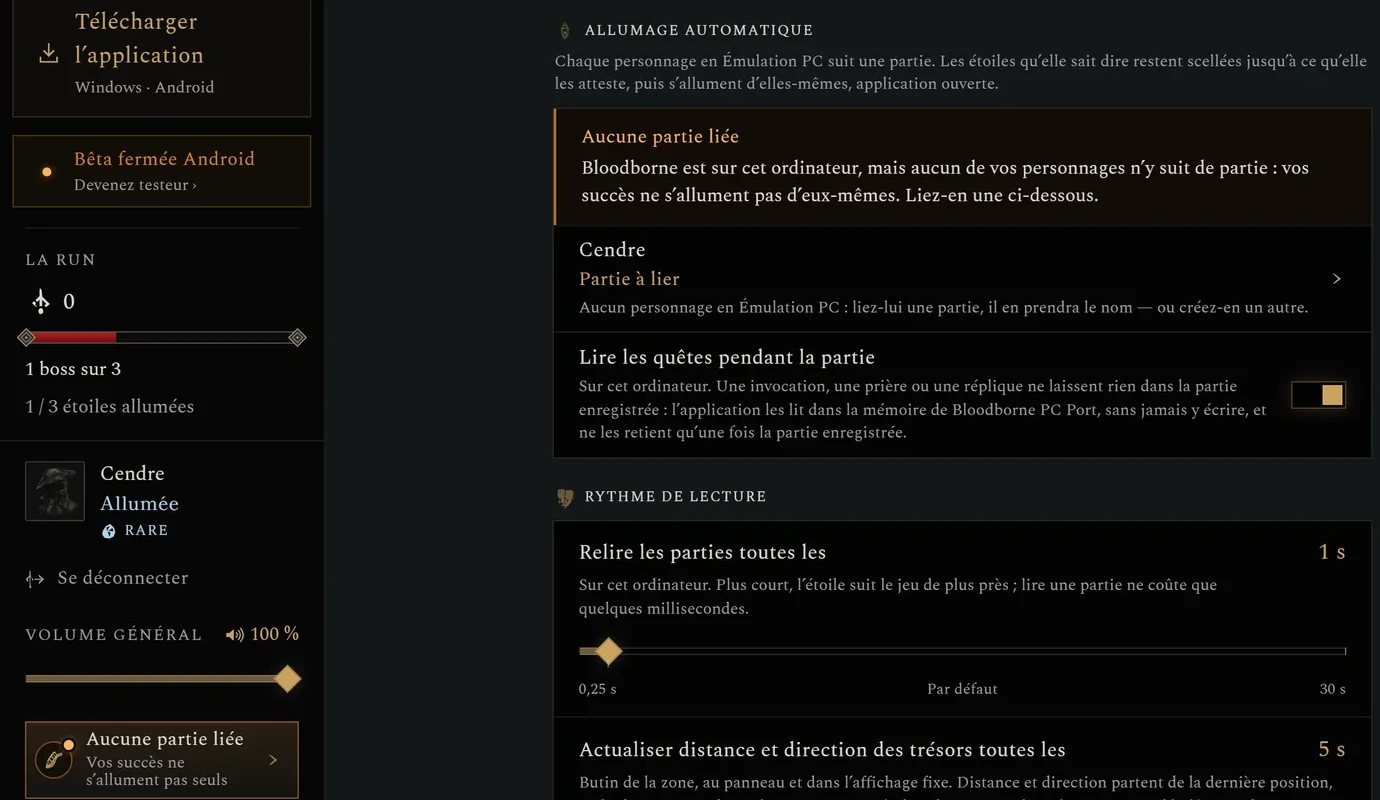 Télécharger
l’application
Windows · Android
Bêta fermée Android
Devenez testeur ›
LA RUN
0
1 boss sur 3
1 / 3 étoiles allumées
Cendre
Allumée
RARE
Se déconnecter
VOLUME GÉNÉRAL 100 %
Aucune partie liée
Vos succès ne
s’allument pas seuls
ALLUMAGE AUTOMATIQUE
Chaque personnage en Émulation PC suit une partie. Les étoiles qu’elle sait dire restent scellées jusqu’à ce qu’elle
les atteste, puis s’allument d’elles-mêmes, application ouverte.
Aucune partie liée
Bloodborne est sur cet ordinateur, mais aucun de vos personnages n’y suit de partie : vos
succès ne s’allument pas d’eux-mêmes. Liez-en une ci-dessous.
Cendre
Partie à lier
Aucun personnage en Émulation PC : liez-lui une partie, il en prendra le nom — ou créez-en un autre.
Lire les quêtes pendant la partie
Sur cet ordinateur. Une invocation, une prière ou une réplique ne laissent rien dans la partie
enregistrée : l’application les lit dans la mémoire de Bloodborne PC Port, sans jamais y écrire, et
ne les retient qu’une fois la partie enregistrée.
RYTHME DE LECTURE
Relire les parties toutes les 1 s
Sur cet ordinateur. Plus court, l’étoile suit le jeu de plus près ; lire une partie ne coûte que
quelques millisecondes.
0,25 s Par défaut 30 s
Actualiser distance et direction des trésors toutes les 5 s
Butin de la zone, au panneau et dans l’affichage fixe. Distance et direction partent de la dernière position,